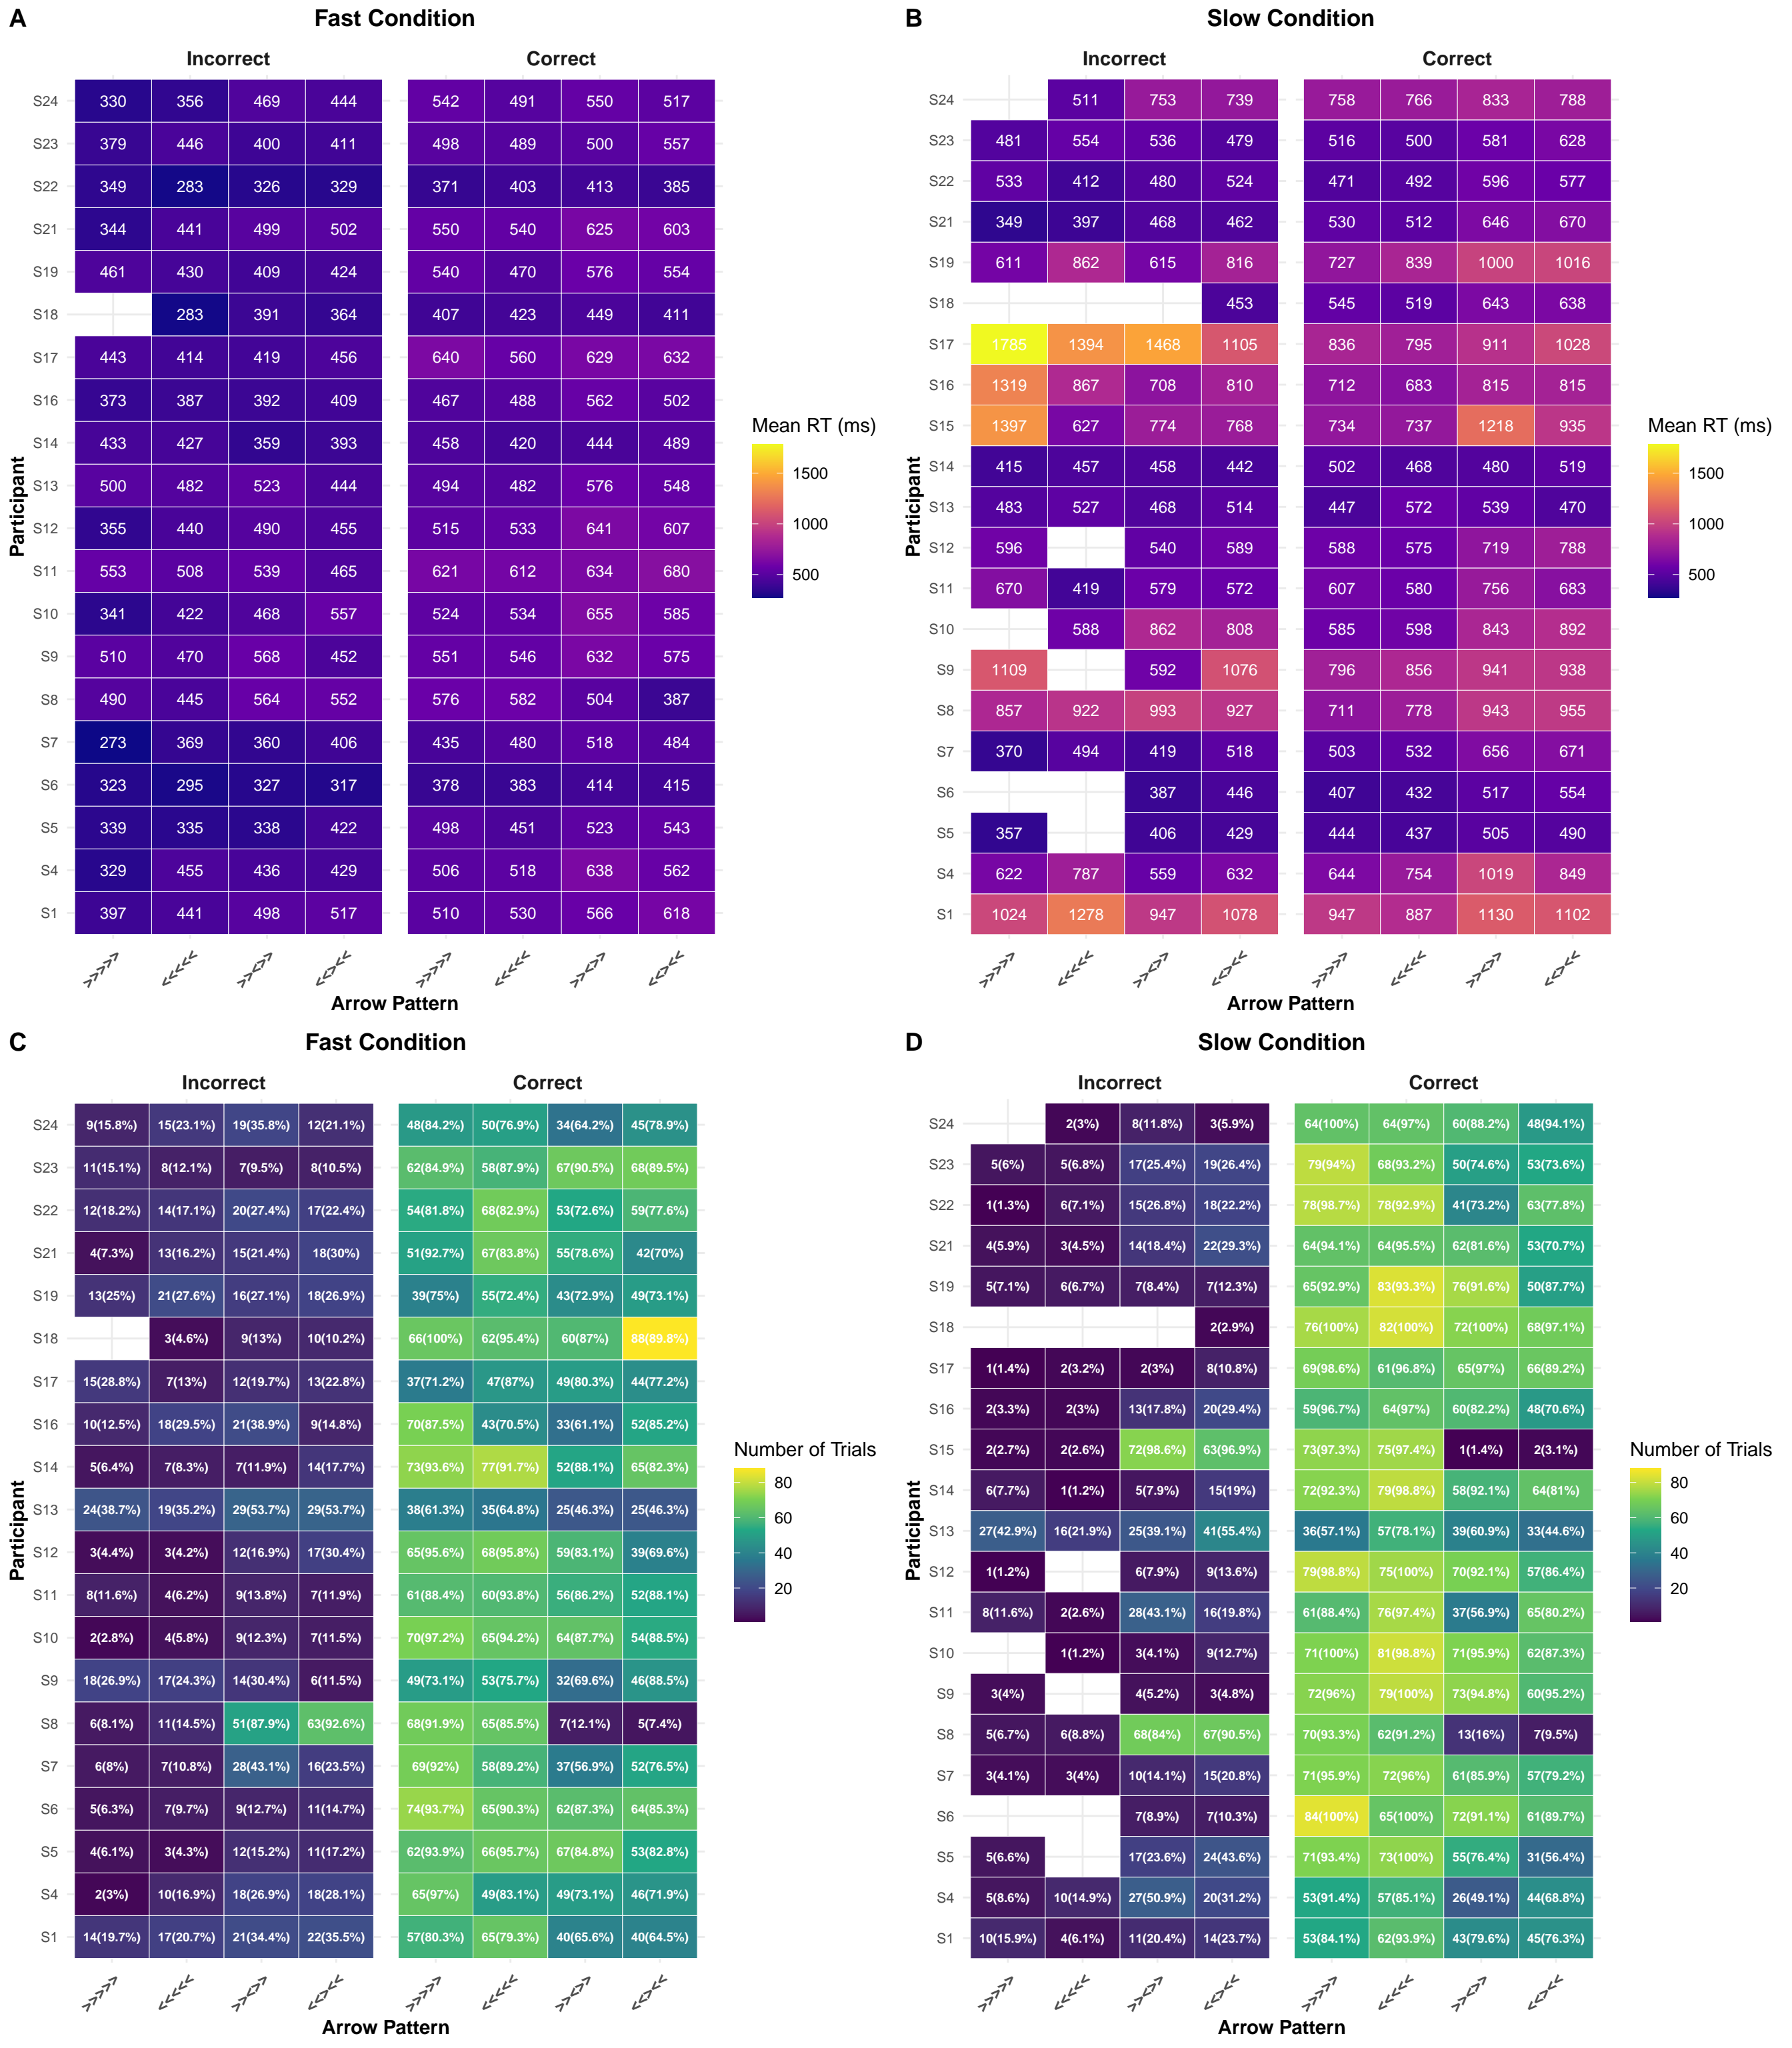 A
Fast Condition
Incorrect Correct
S24 330 356 469 444 542 491 550 517
S23 379 446 400 411 498 489 500 557
S22 349 283 326 329 371 403 413 385
S21 344 441 499 502 550 540 625 603
S19 461 430 409 424 540 470 576 554
S18 283 391 364 407 423 449 411
S17 443 414 419 456 640 560 629 632
S16 373 387 392 409 467 488 562 502
S14 433 427 359 393 458 420 444 489
S13 500 482 523 444 494 482 576 548
S12 355 440 490 455 515 533 641 607
S11 553 508 539 465 621 612 634 680
S10 341 422 468 557 524 534 655 585
S9 510 470 568 452 551 546 632 575
S8 490 445 564 552 576 582 504 387
S7 273 369 360 406 435 480 518 484
S6 323 295 327 317 378 383 414 415
S5 339 335 338 422 498 451 523 543
S4 329 455 436 429 506 518 638 562
S1 397 441 498 517 510 530 566 618
>>>>> <<<<< >><>> <<><< >>>>> <<<<< >><>> <<><<
Arrow Pattern
Participant
Mean RT (ms)
1500
1000
500
B
Slow Condition
Incorrect Correct
S24 511 753 739 758 766 833 788
S23 481 554 536 479 516 500 581 628
S22 533 412 480 524 471 492 596 577
S21 349 397 468 462 530 512 646 670
S19 611 862 615 816 727 839 1000 1016
S18 453 545 519 643 638
S17 1785 1394 1468 1105 836 795 911 1028
S16 1319 867 708 810 712 683 815 815
S15 1397 627 774 768 734 737 1218 935
S14 415 457 458 442 502 468 480 519
S13 483 527 468 514 447 572 539 470
S12 596 540 589 588 575 719 788
S11 670 419 579 572 607 580 756 683
S10 588 862 808 585 598 843 892
S9 1109 592 1076 796 856 941 938
S8 857 922 993 927 711 778 943 955
S7 370 494 419 518 503 532 656 671
S6 387 446 407 432 517 554
S5 357 406 429 444 437 505 490
S4 622 787 559 632 644 754 1019 849
S1 1024 1278 947 1078 947 887 1130 1102
>>>>> <<<<< >><>> <<><< >>>>> <<<<< >><>> <<><<
Arrow Pattern
Participant
Mean RT (ms)
1500
1000
500
C
Fast Condition
Incorrect Correct
S24 9(15.8%) 15(23.1%) 19(35.8%) 12(21.1%) 48(84.2%) 50(76.9%) 34(64.2%) 45(78.9%)
S23 11(15.1%) 8(12.1%) 7(9.5%) 8(10.5%) 62(84.9%) 58(87.9%) 67(90.5%) 68(89.5%)
S22 12(18.2%) 14(17.1%) 20(27.4%) 17(22.4%) 54(81.8%) 68(82.9%) 53(72.6%) 59(77.6%)
S21 4(7.3%) 13(16.2%) 15(21.4%) 18(30%) 51(92.7%) 67(83.8%) 55(78.6%) 42(70%)
S19 13(25%) 21(27.6%) 16(27.1%) 18(26.9%) 39(75%) 55(72.4%) 43(72.9%) 49(73.1%)
S18 3(4.6%) 9(13%) 10(10.2%) 66(100%) 62(95.4%) 60(87%) 88(89.8%)
S17 15(28.8%) 7(13%) 12(19.7%) 13(22.8%) 37(71.2%) 47(87%) 49(80.3%) 44(77.2%)
S16 10(12.5%) 18(29.5%) 21(38.9%) 9(14.8%) 70(87.5%) 43(70.5%) 33(61.1%) 52(85.2%)
S14 5(6.4%) 7(8.3%) 7(11.9%) 14(17.7%) 73(93.6%) 77(91.7%) 52(88.1%) 65(82.3%)
S13 24(38.7%) 19(35.2%) 29(53.7%) 29(53.7%) 38(61.3%) 35(64.8%) 25(46.3%) 25(46.3%)
S12 3(4.4%) 3(4.2%) 12(16.9%) 17(30.4%) 65(95.6%) 68(95.8%) 59(83.1%) 39(69.6%)
S11 8(11.6%) 4(6.2%) 9(13.8%) 7(11.9%) 61(88.4%) 60(93.8%) 56(86.2%) 52(88.1%)
S10 2(2.8%) 4(5.8%) 9(12.3%) 7(11.5%) 70(97.2%) 65(94.2%) 64(87.7%) 54(88.5%)
S9 18(26.9%) 17(24.3%) 14(30.4%) 6(11.5%) 49(73.1%) 53(75.7%) 32(69.6%) 46(88.5%)
S8 6(8.1%) 11(14.5%) 51(87.9%) 63(92.6%) 68(91.9%) 65(85.5%) 7(12.1%) 5(7.4%)
S7 6(8%) 7(10.8%) 28(43.1%) 16(23.5%) 69(92%) 58(89.2%) 37(56.9%) 52(76.5%)
S6 5(6.3%) 7(9.7%) 9(12.7%) 11(14.7%) 74(93.7%) 65(90.3%) 62(87.3%) 64(85.3%)
S5 4(6.1%) 3(4.3%) 12(15.2%) 11(17.2%) 62(93.9%) 66(95.7%) 67(84.8%) 53(82.8%)
S4 2(3%) 10(16.9%) 18(26.9%) 18(28.1%) 65(97%) 49(83.1%) 49(73.1%) 46(71.9%)
S1 14(19.7%) 17(20.7%) 21(34.4%) 22(35.5%) 57(80.3%) 65(79.3%) 40(65.6%) 40(64.5%)
>>>>> <<<<< >><>> <<><< >>>>> <<<<< >><>> <<><<
Arrow Pattern
Participant
Number of Trials
80
60
40
20
D
Slow Condition
Incorrect Correct
S24 2(3%) 8(11.8%) 3(5.9%) 64(100%) 64(97%) 60(88.2%) 48(94.1%)
S23 5(6%) 5(6.8%) 17(25.4%) 19(26.4%) 79(94%) 68(93.2%) 50(74.6%) 53(73.6%)
S22 1(1.3%) 6(7.1%) 15(26.8%) 18(22.2%) 78(98.7%) 78(92.9%) 41(73.2%) 63(77.8%)
S21 4(5.9%) 3(4.5%) 14(18.4%) 22(29.3%) 64(94.1%) 64(95.5%) 62(81.6%) 53(70.7%)
S19 5(7.1%) 6(6.7%) 7(8.4%) 7(12.3%) 65(92.9%) 83(93.3%) 76(91.6%) 50(87.7%)
S18 2(2.9%) 76(100%) 82(100%) 72(100%) 68(97.1%)
S17 1(1.4%) 2(3.2%) 2(3%) 8(10.8%) 69(98.6%) 61(96.8%) 65(97%) 66(89.2%)
S16 2(3.3%) 2(3%) 13(17.8%) 20(29.4%) 59(96.7%) 64(97%) 60(82.2%) 48(70.6%)
S15 2(2.7%) 2(2.6%) 72(98.6%) 63(96.9%) 73(97.3%) 75(97.4%) 1(1.4%) 2(3.1%)
S14 6(7.7%) 1(1.2%) 5(7.9%) 15(19%) 72(92.3%) 79(98.8%) 58(92.1%) 64(81%)
S13 27(42.9%) 16(21.9%) 25(39.1%) 41(55.4%) 36(57.1%) 57(78.1%) 39(60.9%) 33(44.6%)
S12 1(1.2%) 6(7.9%) 9(13.6%) 79(98.8%) 75(100%) 70(92.1%) 57(86.4%)
S11 8(11.6%) 2(2.6%) 28(43.1%) 16(19.8%) 61(88.4%) 76(97.4%) 37(56.9%) 65(80.2%)
S10 1(1.2%) 3(4.1%) 9(12.7%) 71(100%) 81(98.8%) 71(95.9%) 62(87.3%)
S9 3(4%) 4(5.2%) 3(4.8%) 72(96%) 79(100%) 73(94.8%) 60(95.2%)
S8 5(6.7%) 6(8.8%) 68(84%) 67(90.5%) 70(93.3%) 62(91.2%) 13(16%) 7(9.5%)
S7 3(4.1%) 3(4%) 10(14.1%) 15(20.8%) 71(95.9%) 72(96%) 61(85.9%) 57(79.2%)
S6 7(8.9%) 7(10.3%) 84(100%) 65(100%) 72(91.1%) 61(89.7%)
S5 5(6.6%) 17(23.6%) 24(43.6%) 71(93.4%) 73(100%) 55(76.4%) 31(56.4%)
S4 5(8.6%) 10(14.9%) 27(50.9%) 20(31.2%) 53(91.4%) 57(85.1%) 26(49.1%) 44(68.8%)
S1 10(15.9%) 4(6.1%) 11(20.4%) 14(23.7%) 53(84.1%) 62(93.9%) 43(79.6%) 45(76.3%)
>>>>> <<<<< >><>> <<><< >>>>> <<<<< >><>> <<><<
Arrow Pattern
Participant
Number of Trials
80
60
40
20